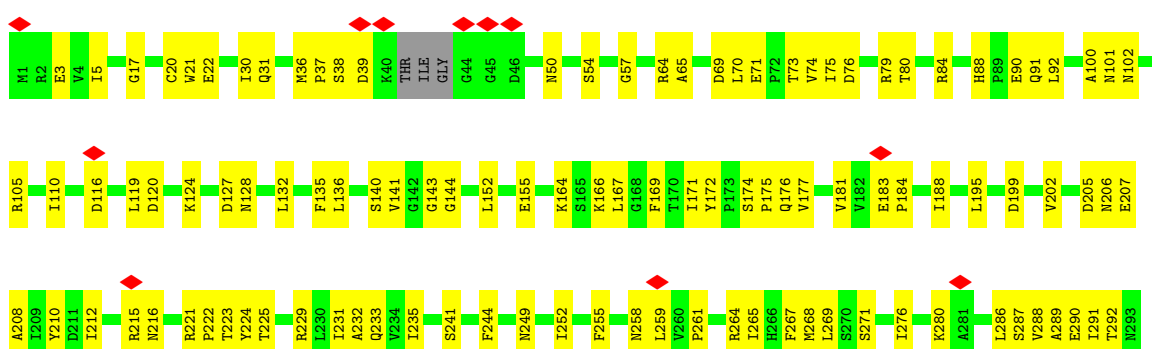 M1 R2 E3 V4 I5 G17 C20 W21 E22 I30 Q31 M36 P37 S38 D39 K40 THR ILE GLY G44 G45 D46 N50 S54 G57 R64 A65 D69 L70 E71 P72 T73 V74 I75 D76 R79 T80 R84 H88 P89 E90 Q91 L92 A100 N101 N102
R105 I110 D116 L119 D120 K124 D127 N128 L132 F135 L136 S140 V141 G142 G143 G144 L152 E155 K164 S165 K166 L167 G168 F169 T170 I171 Y172 P173 S174 P175 Q176 V177 V181 V182 E183 P184 I188 L195 D199 V202 D205 N206 E207
A208 I209 Y210 D211 I212 R215 N216 R221 P222 T223 Y224 T225 R229 L230 I231 A232 Q233 V234 I235 S241 F244 N249 I252 F255 N258 L259 V260 P261 R264 I265 H266 F267 M268 L269 S270 S271 I276 K280 A281 L286 S287 V288 A289 E290 I291 T292 N293